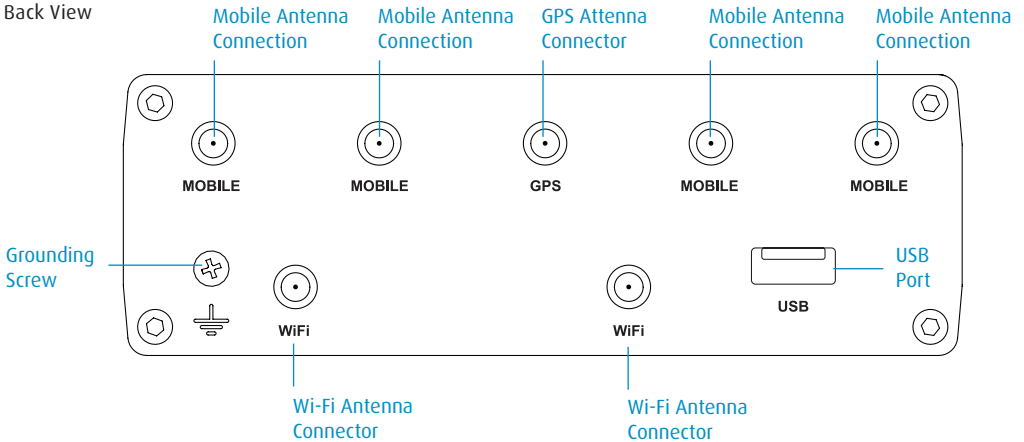 Back View
Mobile Antenna
Connection
Mobile Antenna
Connection
GPS Attenna
Connector
Mobile Antenna
Connection
Mobile Antenna
Connection
MOBILE
MOBILE
GPS
MOBILE
MOBILE
Grounding
Screw
USB
Port
USB
WiFi
WiFi
Wi-Fi Antenna
Connector
Wi-Fi Antenna
Connector